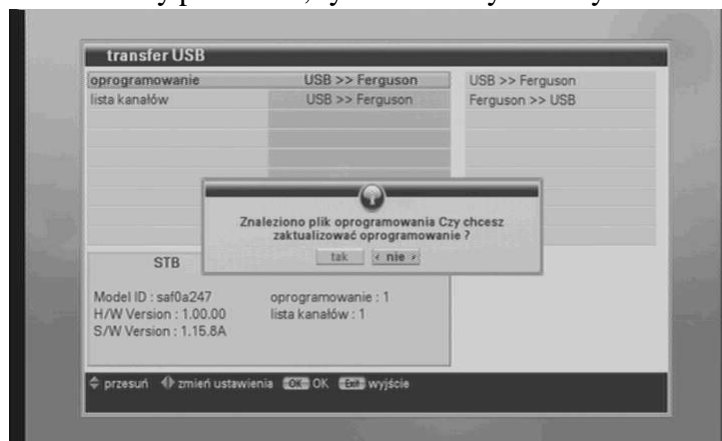 transfer USB
oprogramowanie USB >> Ferguson USB >> Ferguson
lista kanałów USB >> Ferguson Ferguson >> USB
Znaleziono plik oprogramowania Czy chcesz
zaktualizować oprogramowanie ?
tak ‹ nie ›
STB
Model ID : saf0a247 oprogramowanie : 1
H/W Version : 1.00.00 lista kanałów : 1
S/W Version : 1.15.8A
przesuń zmień ustawienia OK OK Exit wyjście